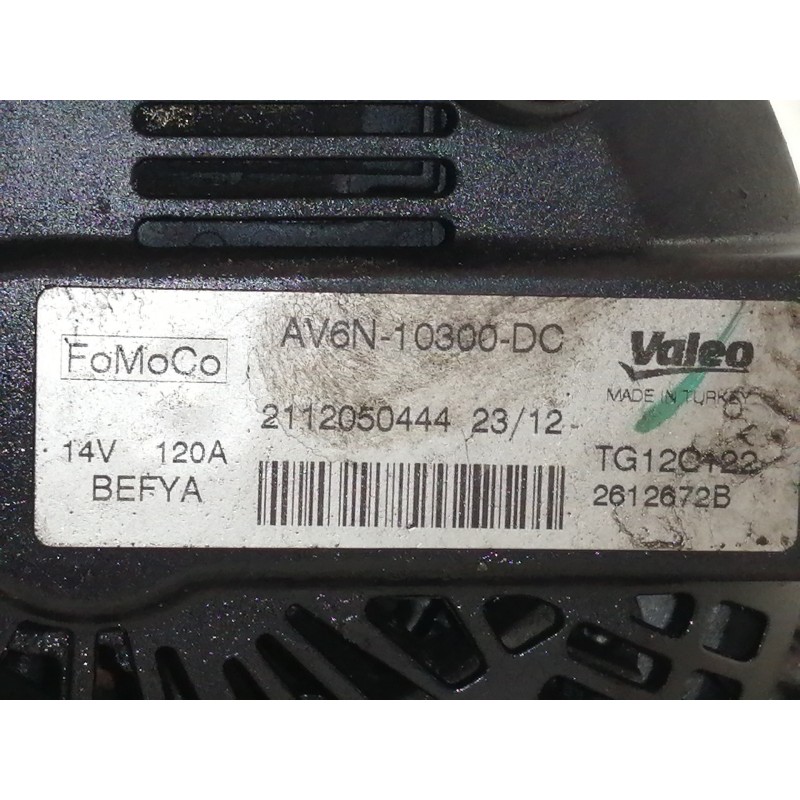 FoMoCo
AV6N-10300-DC
Valeo
MADE IN TURKEY
2112050444 23/12
14V 120A
BEFYA
TG12C122
2612672B